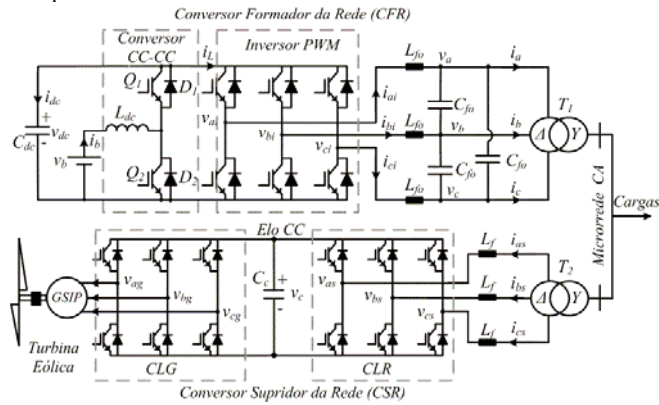 Conversor Formador da Rede (CFR)
Conversor
CC-CC
Inversor PWM
i_L
L_fo
v_a
i_a
Q_1
D_1
i_dc
L_dc
i_ai
C_fo
T_1
+
C_dc
v_dc
-
i_b
v_ai
v_bi
i_bi
L_fo
v_b
i_b
Δ
Y
v_b
v_ci
C_fo
C_fo
Q_2
D_2
i_ci
L_fo
v_c
i_c
Microrrede CA
Cargas
Elo CC
L_f
i_as
T_2
GSIP
v_ag
v_bg
v_cg
C_c
+
v_c
-
v_as
v_bs
v_cs
L_f
i_bs
Δ
Y
L_f
i_cs
Turbina
Eólica
CLG
CLR
Conversor Supridor da Rede (CSR)